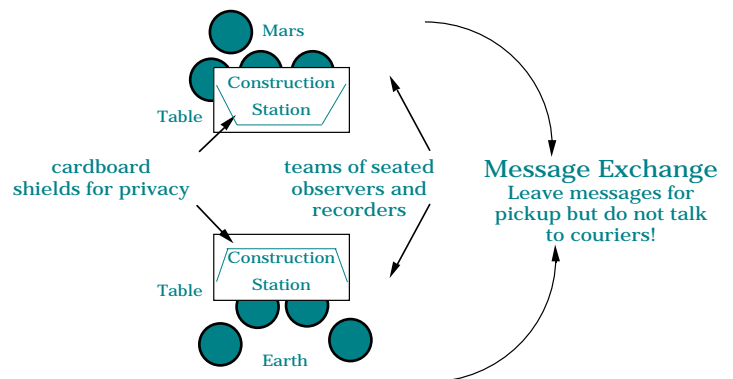 Mars
Construction
Station
Table
cardboard
shields for privacy
teams of seated
observers and
recorders
Message Exchange
Leave messages for
pickup but do not talk
to couriers!
Construction
Station
Table
Earth